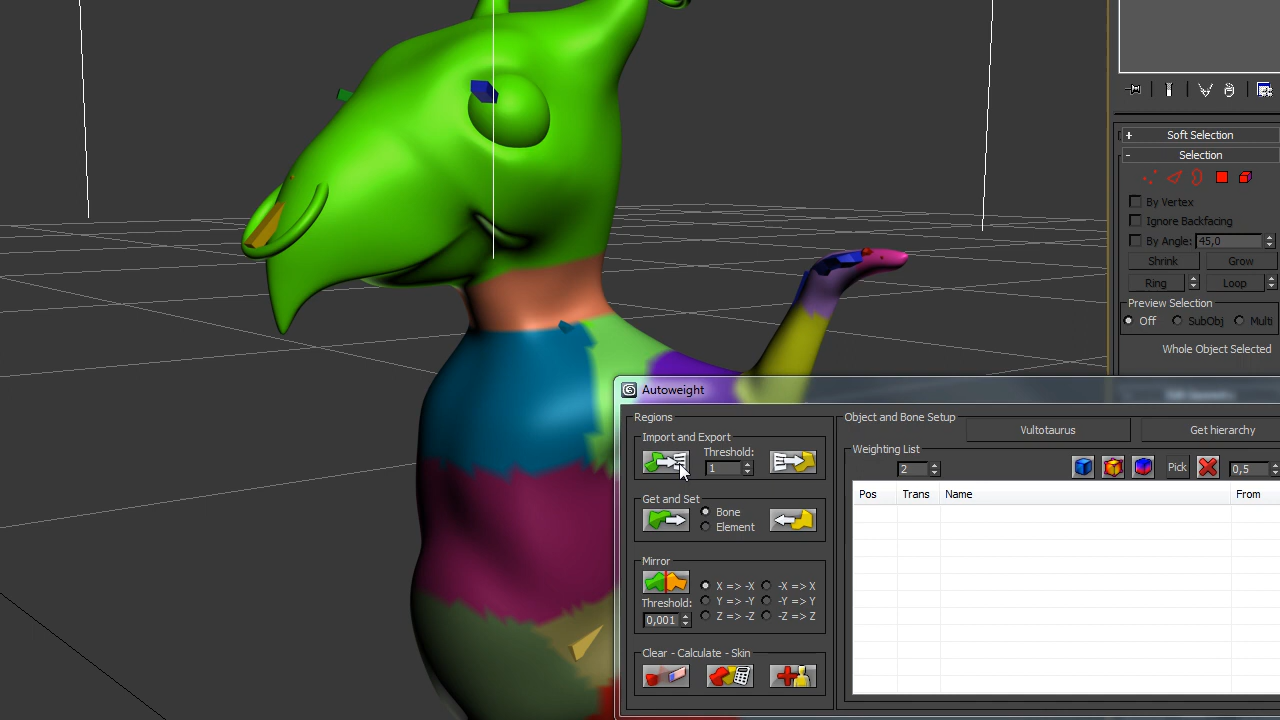 + Soft Selection
- Selection
By Vertex
Ignore Backfacing
By Angle: 45,0
Shrink Grow
Ring Loop
Preview Selection
Off SubObj Multi
Whole Object Selected
Autoweight
Regions
Import and Export
Threshold:
1
Get and Set
Bone
Element
Mirror
X => -X -X => X
Threshold:
Y => -Y -Y => Y
0,001
Z => -Z -Z => Z
Clear - Calculate - Skin
Object and Bone Setup
Vultotaurus Get hierarchy
Weighting List
2 Pick 0,5
Pos Trans Name From